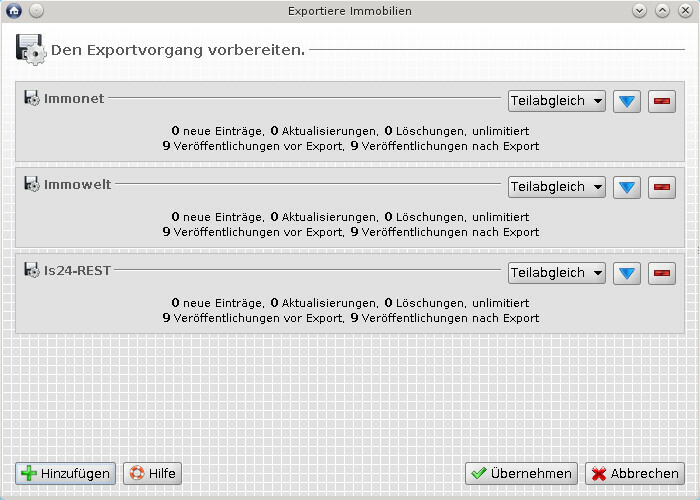 Exportiere Immobilien
Den Exportvorgang vorbereiten.
Immonet Teilabgleich
0 neue Einträge, 0 Aktualisierungen, 0 Löschungen, unlimitiert
9 Veröffentlichungen vor Export, 9 Veröffentlichungen nach Export
Immowelt Teilabgleich
0 neue Einträge, 0 Aktualisierungen, 0 Löschungen, unlimitiert
9 Veröffentlichungen vor Export, 9 Veröffentlichungen nach Export
Is24-REST Teilabgleich
0 neue Einträge, 0 Aktualisierungen, 0 Löschungen, unlimitiert
9 Veröffentlichungen vor Export, 9 Veröffentlichungen nach Export
Hinzufügen Hilfe Übernehmen Abbrechen